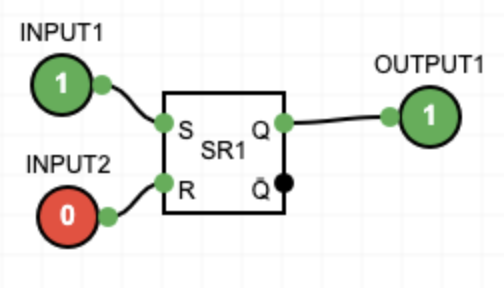 INPUT1
1
OUTPUT1
1
S
Q
SR1
INPUT2
0
R
Q̄